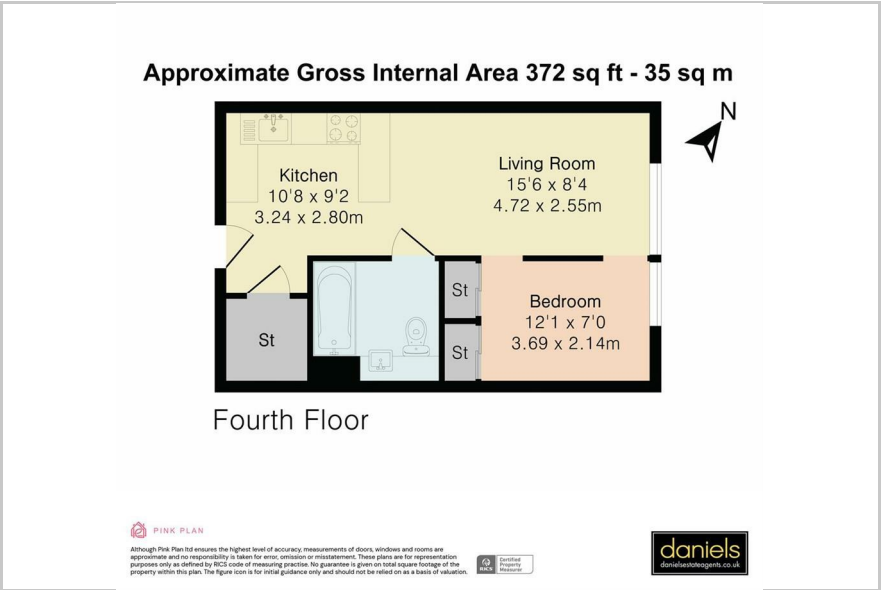 Approximate Gross Internal Area 372 sq ft - 35 sq m
N
Kitchen
10'8 x 9'2
3.24 x 2.80m
Living Room
15'6 x 8'4
4.72 x 2.55m
St
St
St
Bedroom
12'1 x 7'0
3.69 x 2.14m
Fourth Floor
PINK PLAN
Although Pink Plan ltd ensures the highest level of accuracy, measurements of doors, windows and rooms are
approximate and no responsibility is taken for error, omission or misstatement. These plans are for representation
purposes only as defined by RICS code of measuring practise. No guarantee is given on total square footage of the
property within this plan. The figure icon is for initial guidance only and should not be relied on as a basis of valuation.
RICS
Certified
Property
Measurer
daniels
danielsestateagents.co.uk